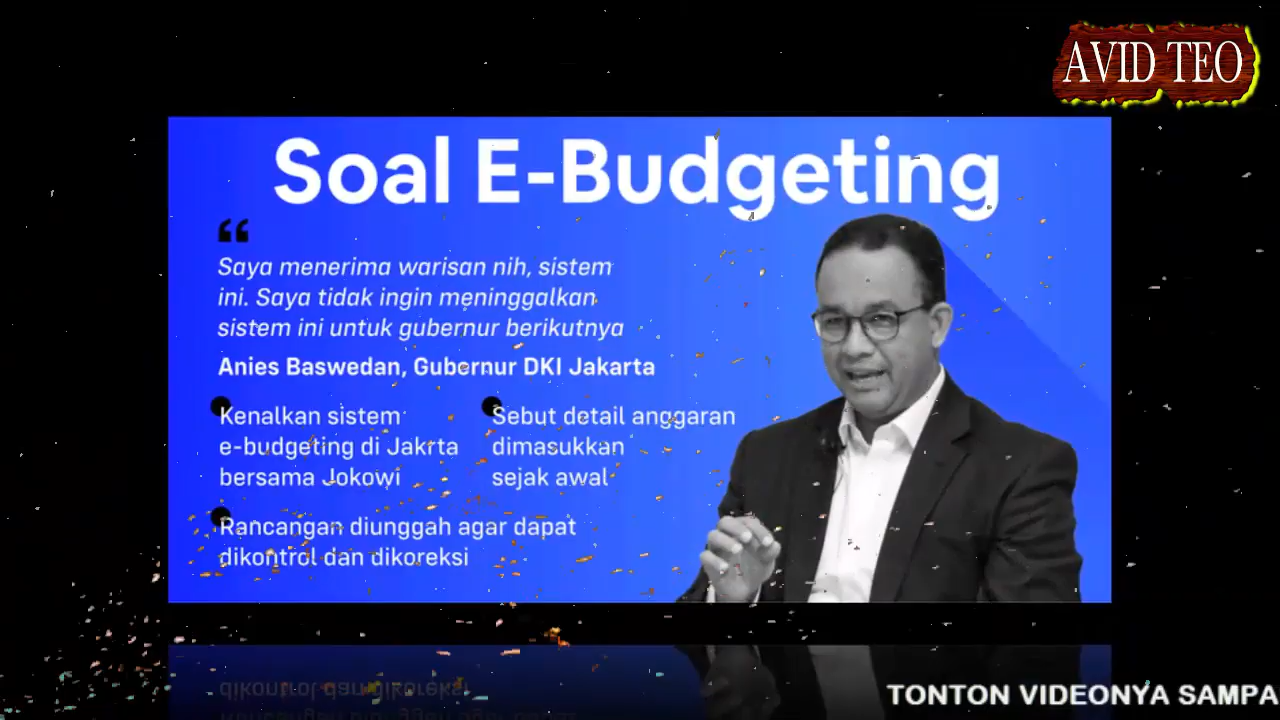 AVID TEO
Soal E-Budgeting
“
Saya menerima warisan nih, sistem
ini. Saya tidak ingin meninggalkan
sistem ini untuk gubernur berikutnya
Anies Baswedan, Gubernur DKI Jakarta
Kenalkan sistem
e-budgeting di Jakrta
bersama Jokowi
Sebut detail anggaran
dimasukkan
sejak awal
Rancangan diunggah agar dapat
dikontrol dan dikoreksi
TONTON VIDEONYA SAMPA